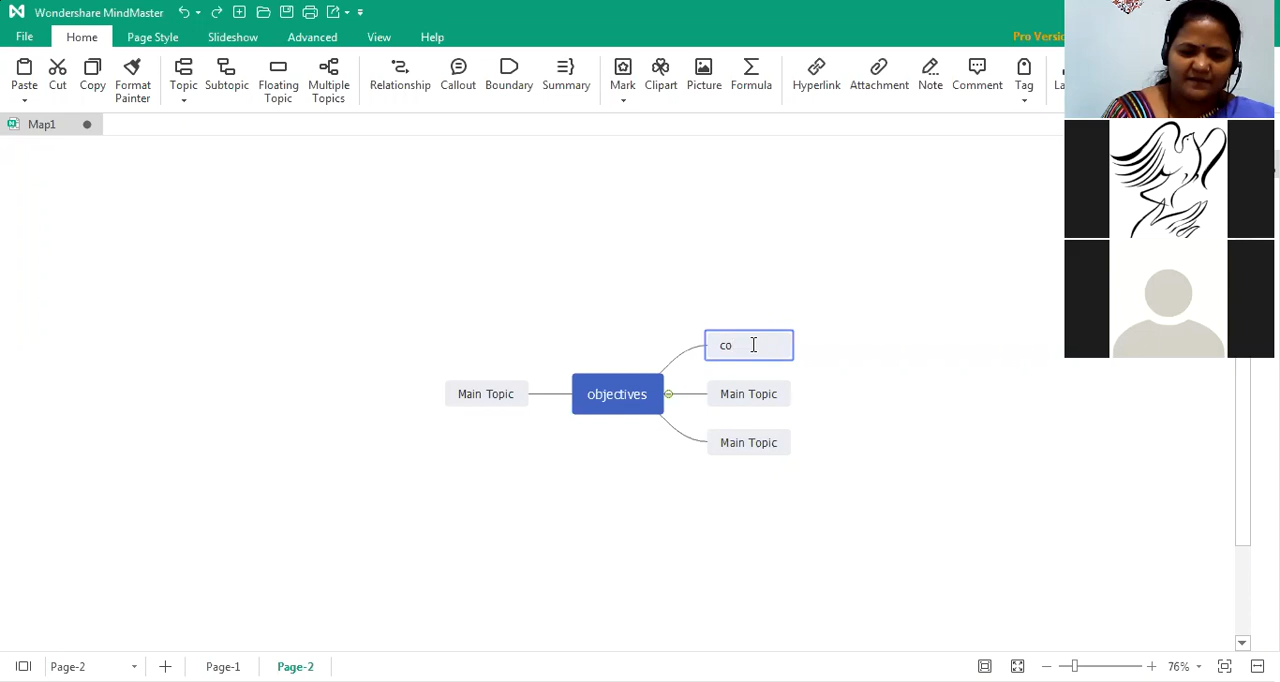 Wondershare MindMaster
File Home Page Style Slideshow Advanced View Help
Pro Versio
Paste Cut Copy Format Painter Topic Subtopic Floating Topic Multiple Topics Relationship Callout Boundary Summary Mark Clipart Picture Formula Hyperlink Attachment Note Comment Tag La
Map1
co
Main Topic objectives Main Topic
Main Topic
Page-2 Page-1 Page-2 76%